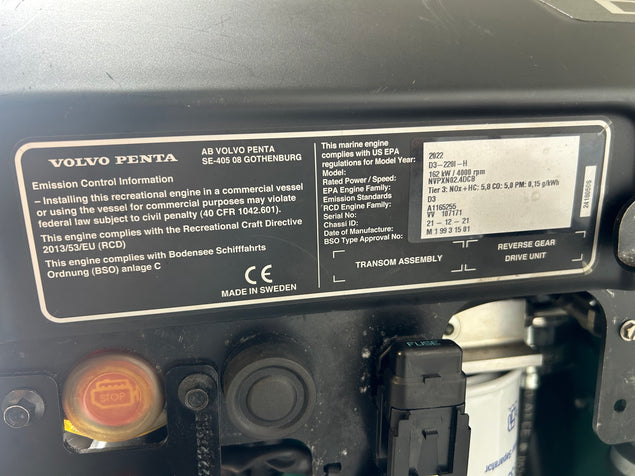 VOLVO PENTA
AB VOLVO PENTA
SE-405 08 GOTHENBURG
Emission Control Information
– Installing this recreational engine in a commercial vessel
or using the vessel for commercial purposes may violate
federal law subject to civil penalty (40 CFR 1042.601).
This engine complies with the Recreational Craft Directive
2013/53/EU (RCD)
This engine complies with Bodensee Schifffahrts
Ordnung (BSO) anlage C
CE
MADE IN SWEDEN
This marine engine
complies with US EPA
regulations for Model Year:
Model:
Rated Power / Speed:
EPA Engine Family:
Emission Standards
RCD Engine Family:
Serial No:
Chassi ID:
Date of Manufacture:
BSO Type Approval No:
2022
D3-220I-H
162 kW / 4000 rpm
NVPXN02.4DCB
Tier 3: NOx+HC: 5,8 CO: 5,0 PM: 0,15 g/kWh
D3
A1165255
VV 107171
21-12-21
M 1 99 3 15 01
TRANSOM ASSEMBLY
REVERSE GEAR
DRIVE UNIT
STOP
FUSE